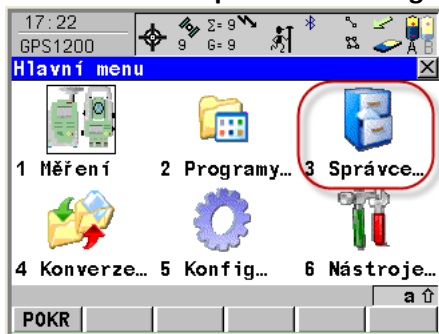 17:22
GPS1200
9
Σ= 9
G= 9
A B
Hlavní menu
1 Měření
2 Programy…
3 Správce…
4 Konverze…
5 Konfig…
6 Nástroje…
a ⇧
POKR